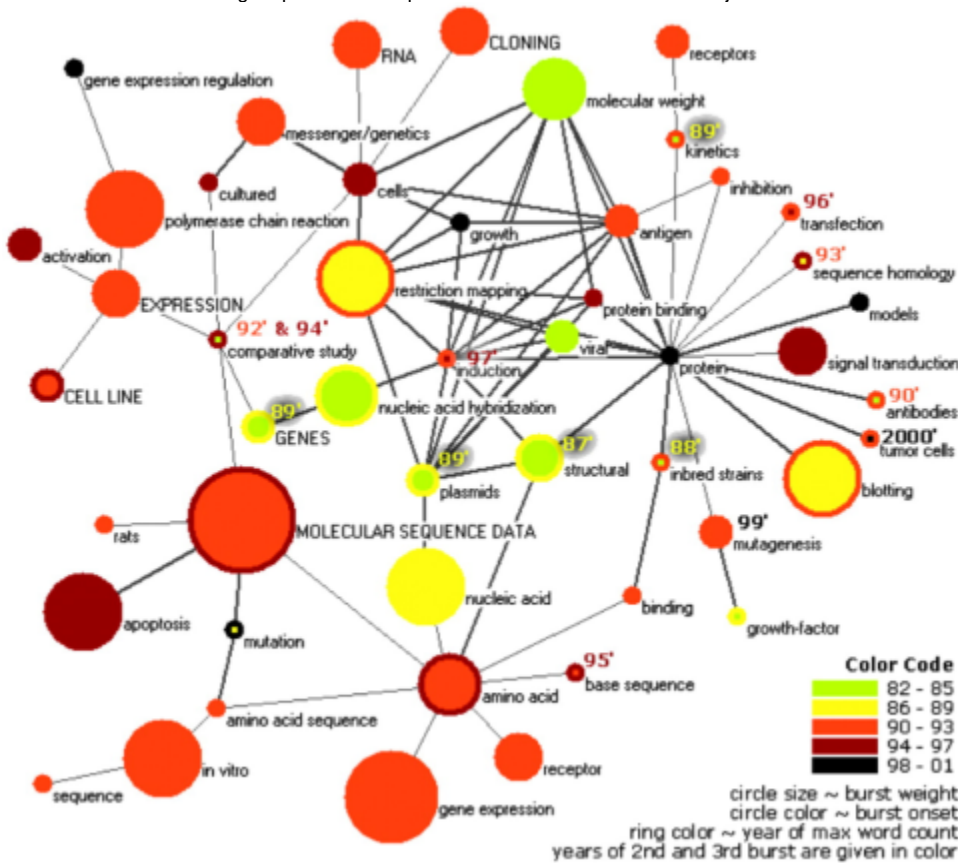 gene expression regulation
RNA
CLONING
receptors
molecular weight
messenger/genetics
89'
kinetics
cultured
cells
inhibition
polymerase chain reaction
growth
antigen
96'
transfection
activation
93'
sequence homology
restriction mapping
protein binding
EXPRESSION
models
92' & 94'
comparative study
97'
induction
viral
protein
signal transduction
CELL LINE
89'
GENES
nucleic acid hybridization
90'
antibodies
87'
structural
2000'
tumor cells
89'
plasmids
88'
inbred strains
blotting
rats
MOLECULAR SEQUENCE DATA
99'
mutagenesis
nucleic acid
apoptosis
mutation
binding
growth-factor
95'
base sequence
amino acid
amino acid sequence
in vitro
receptor
sequence
gene expression
Color Code
82 - 85
86 - 89
90 - 93
94 - 97
98 - 01
circle size ~ burst weight
circle color ~ burst onset
ring color ~ year of max word count
years of 2nd and 3rd burst are given in color